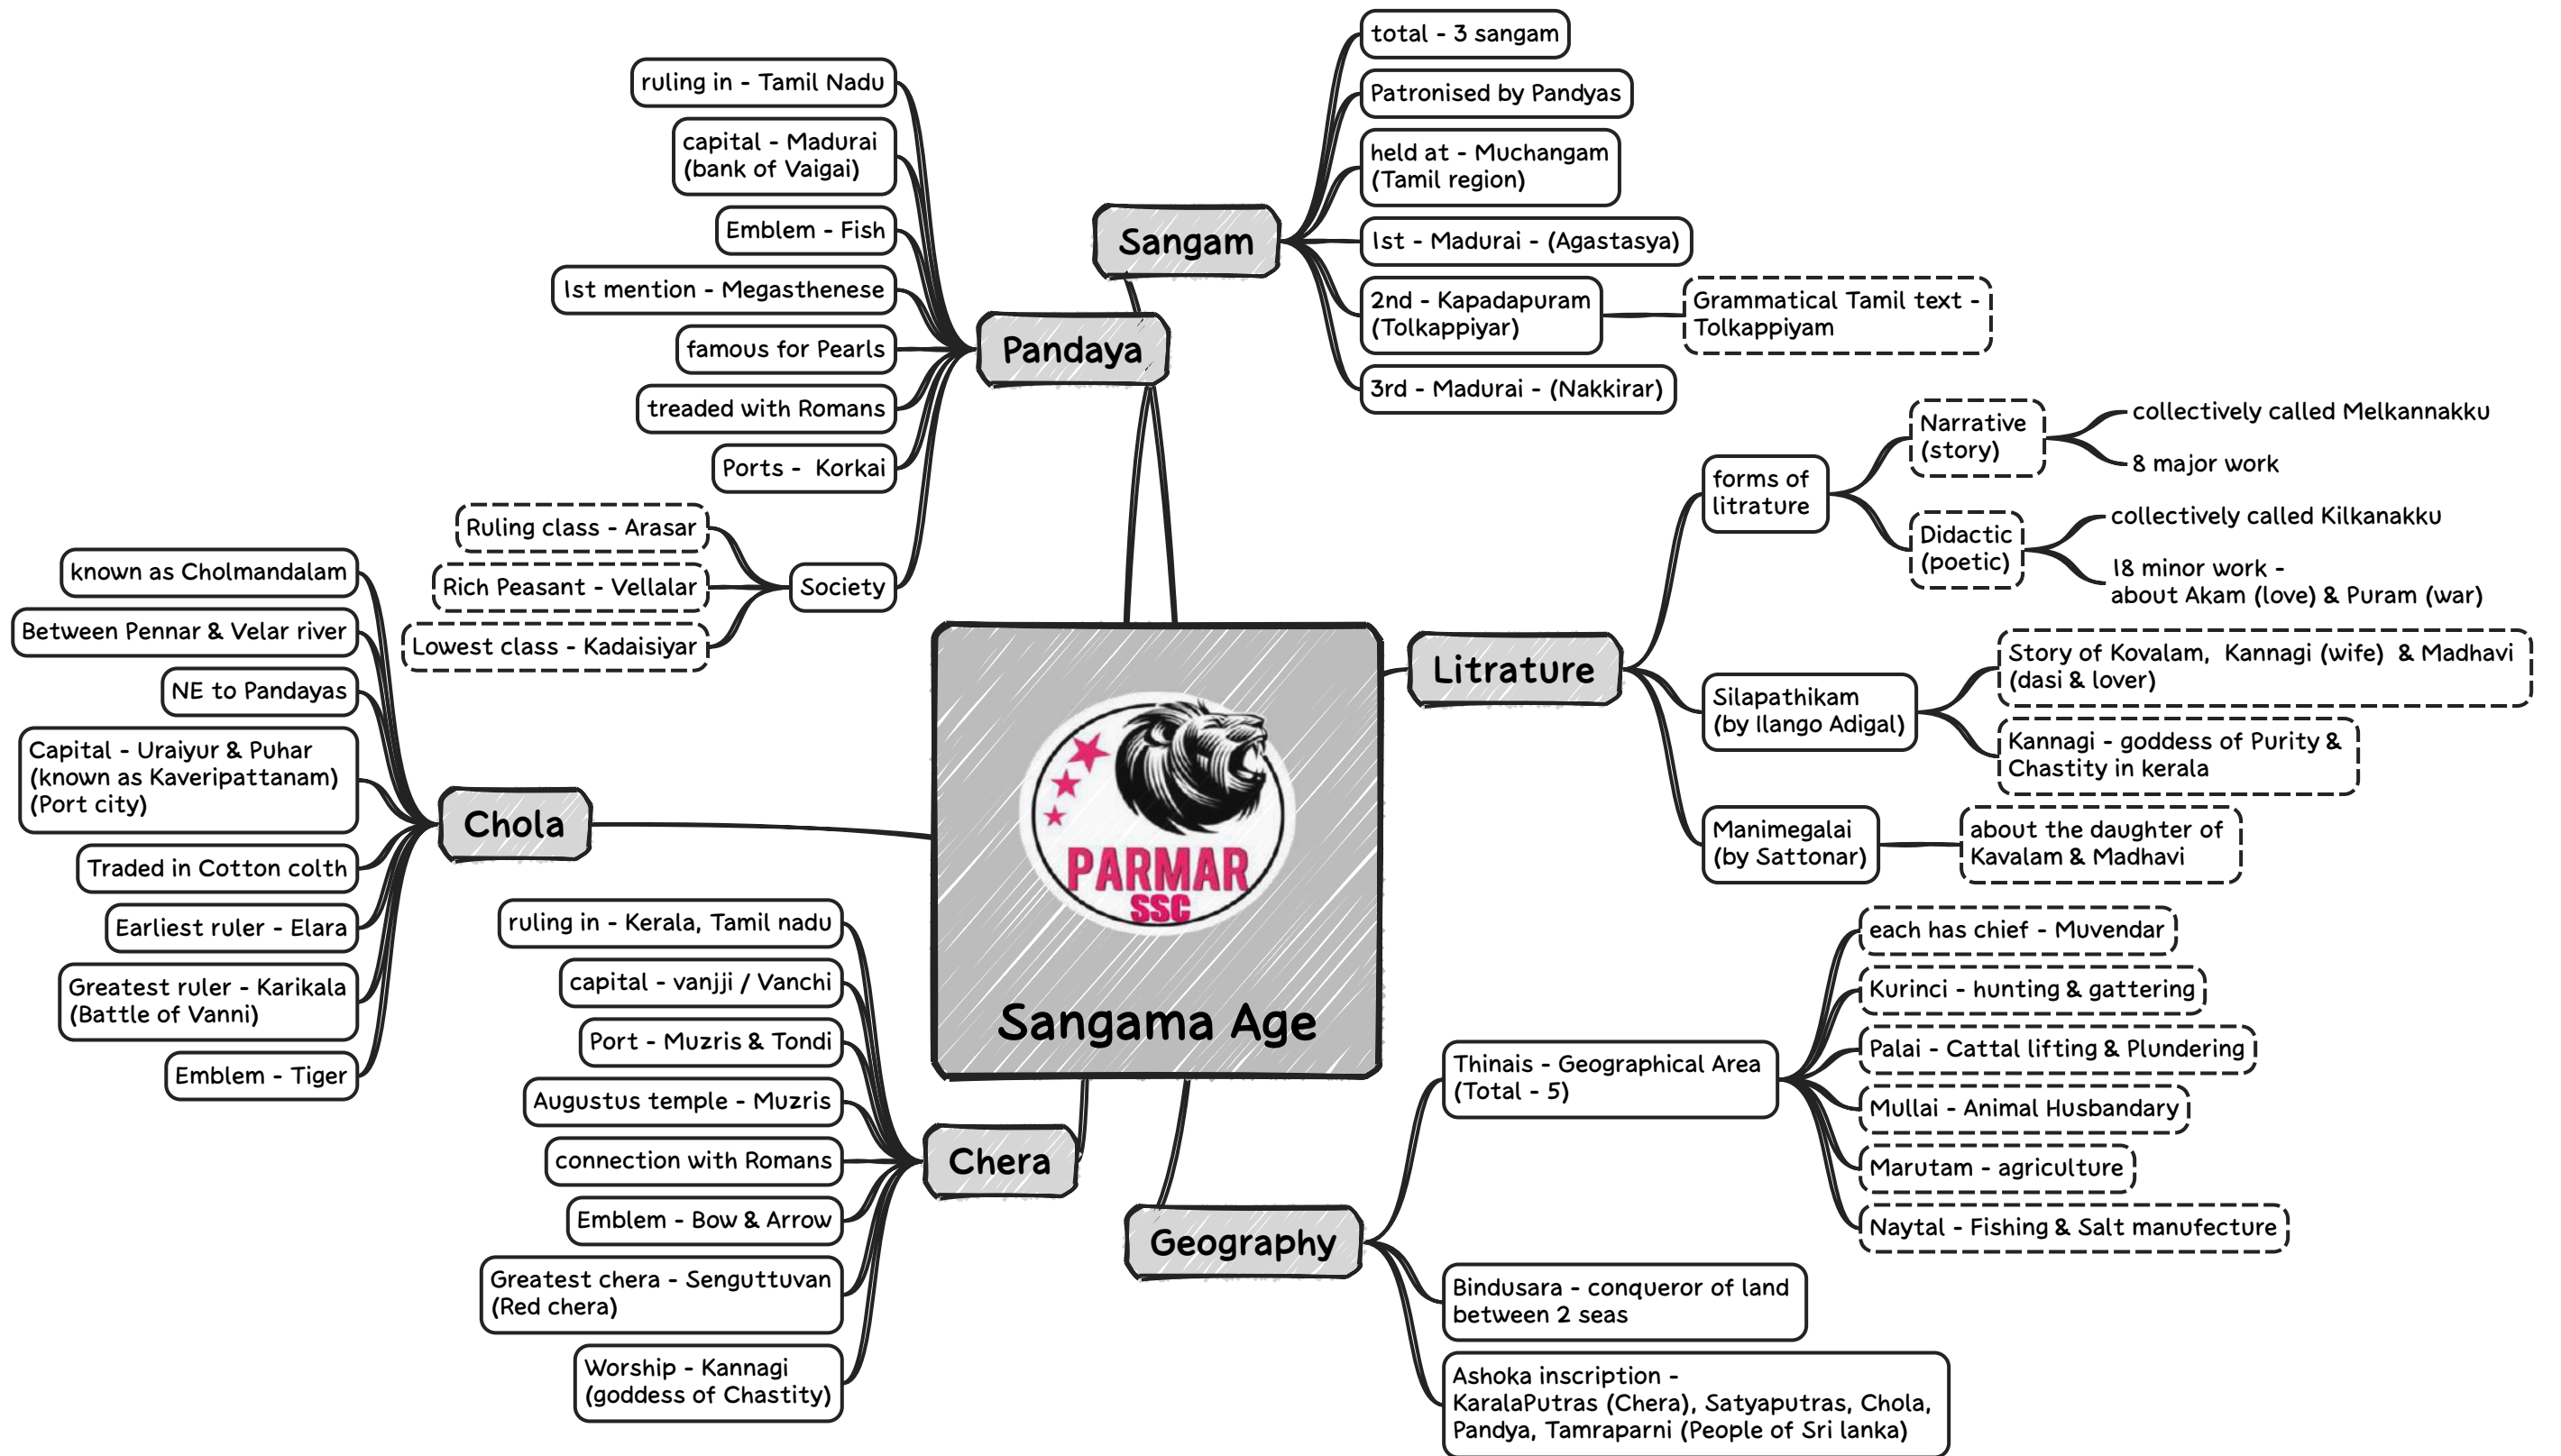 Sangama Age
PARMAR
SSC
Sangam
total - 3 sangam
Patronised by Pandyas
held at - Muchangam
(Tamil region)
1st - Madurai - (Agastasya)
2nd - Kapadapuram
(Tolkappiyar)
Grammatical Tamil text -
Tolkappiyam
3rd - Madurai - (Nakkirar)
Litrature
forms of
litrature
Narrative
(story)
collectively called Melkannakku
8 major work
Didactic
(poetic)
collectively called Kilkanakku
18 minor work -
about Akam (love) & Puram (war)
Silapathikam
(by Ilango Adigal)
Story of Kovalam, Kannagi (wife) & Madhavi
(dasi & lover)
Kannagi - goddess of Purity &
Chastity in kerala
Manimegalai
(by Sattonar)
about the daughter of
Kavalam & Madhavi
Geography
Thinais - Geographical Area
(Total - 5)
each has chief - Muvendar
Kurinci - hunting & gattering
Palai - Cattal lifting & Plundering
Mullai - Animal Husbandary
Marutam - agriculture
Naytal - Fishing & Salt manufecture
Bindusara - conqueror of land
between 2 seas
Ashoka inscription -
KaralaPutras (Chera), Satyaputras, Chola,
Pandya, Tamraparni (People of Sri lanka)
Pandaya
ruling in - Tamil Nadu
capital - Madurai
(bank of Vaigai)
Emblem - Fish
1st mention - Megasthenese
famous for Pearls
treaded with Romans
Ports - Korkai
Society
Ruling class - Arasar
Rich Peasant - Vellalar
Lowest class - Kadaisiyar
Chola
known as Cholmandalam
Between Pennar & Velar river
NE to Pandayas
Capital - Uraiyur & Puhar
(known as Kaveripattanam)
(Port city)
Traded in Cotton colth
Earliest ruler - Elara
Greatest ruler - Karikala
(Battle of Vanni)
Emblem - Tiger
Chera
ruling in - Kerala, Tamil nadu
capital - vanjji / Vanchi
Port - Muzris & Tondi
Augustus temple - Muzris
connection with Romans
Emblem - Bow & Arrow
Greatest chera - Senguttuvan
(Red chera)
Worship - Kannagi
(goddess of Chastity)